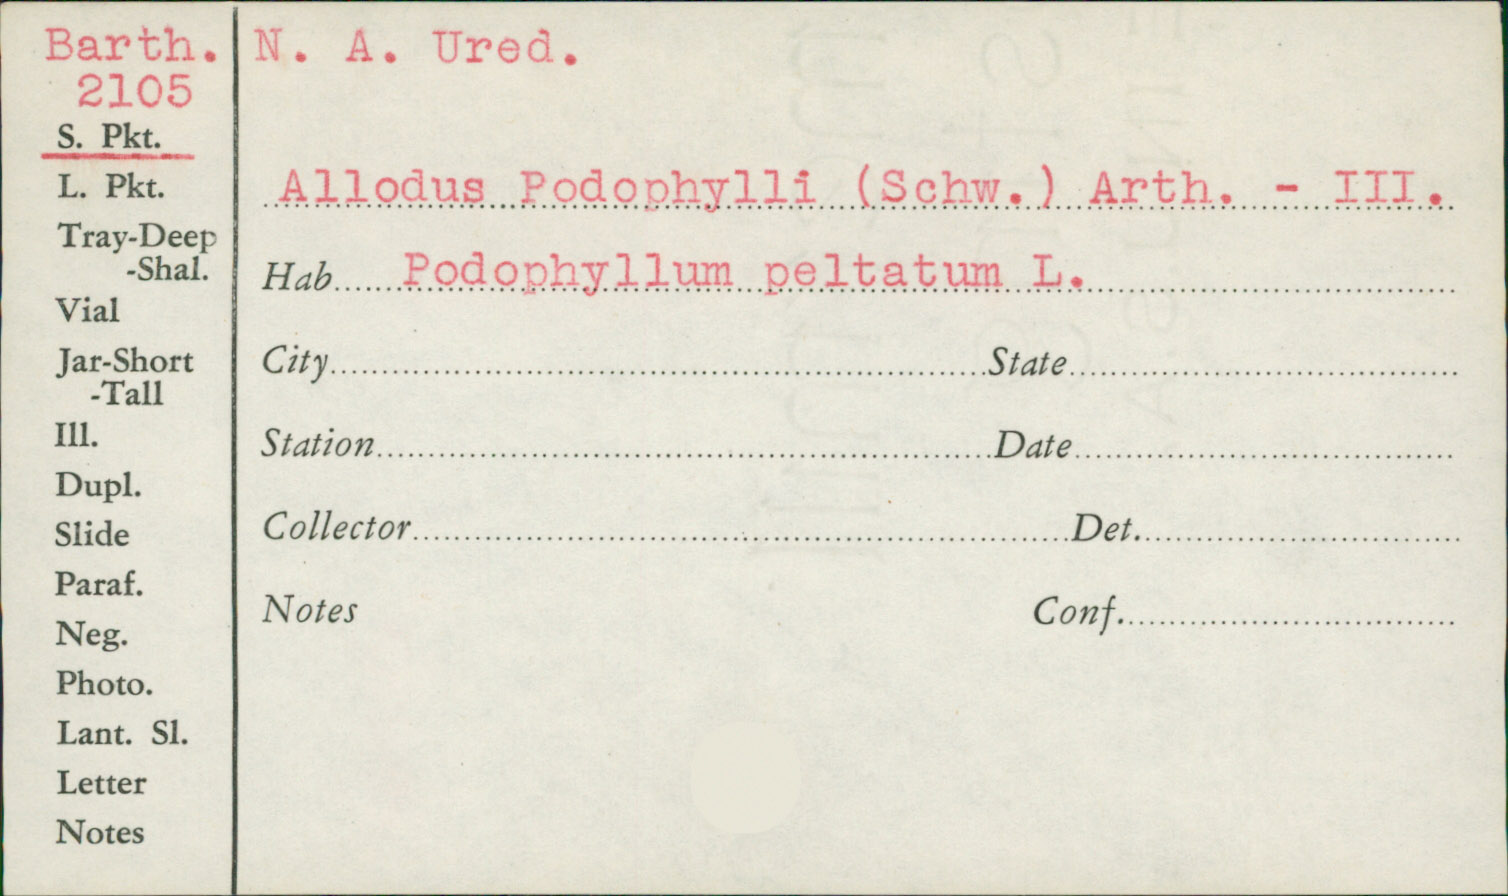 Barth. N. A. Ured.
2105
S. Pkt.
L. Pkt.
Tray-Deep
-Shal.
Vial
Jar-Short
-Tall
Ill.
Dupl.
Slide
Paraf.
Neg.
Photo.
Lant. Sl.
Letter
Notes
Allodus Podophylli (Schw.) Arth. - III.
Hab Podophyllum peltatum L.
City State
Station Date
Collector Det.
Notes Conf.